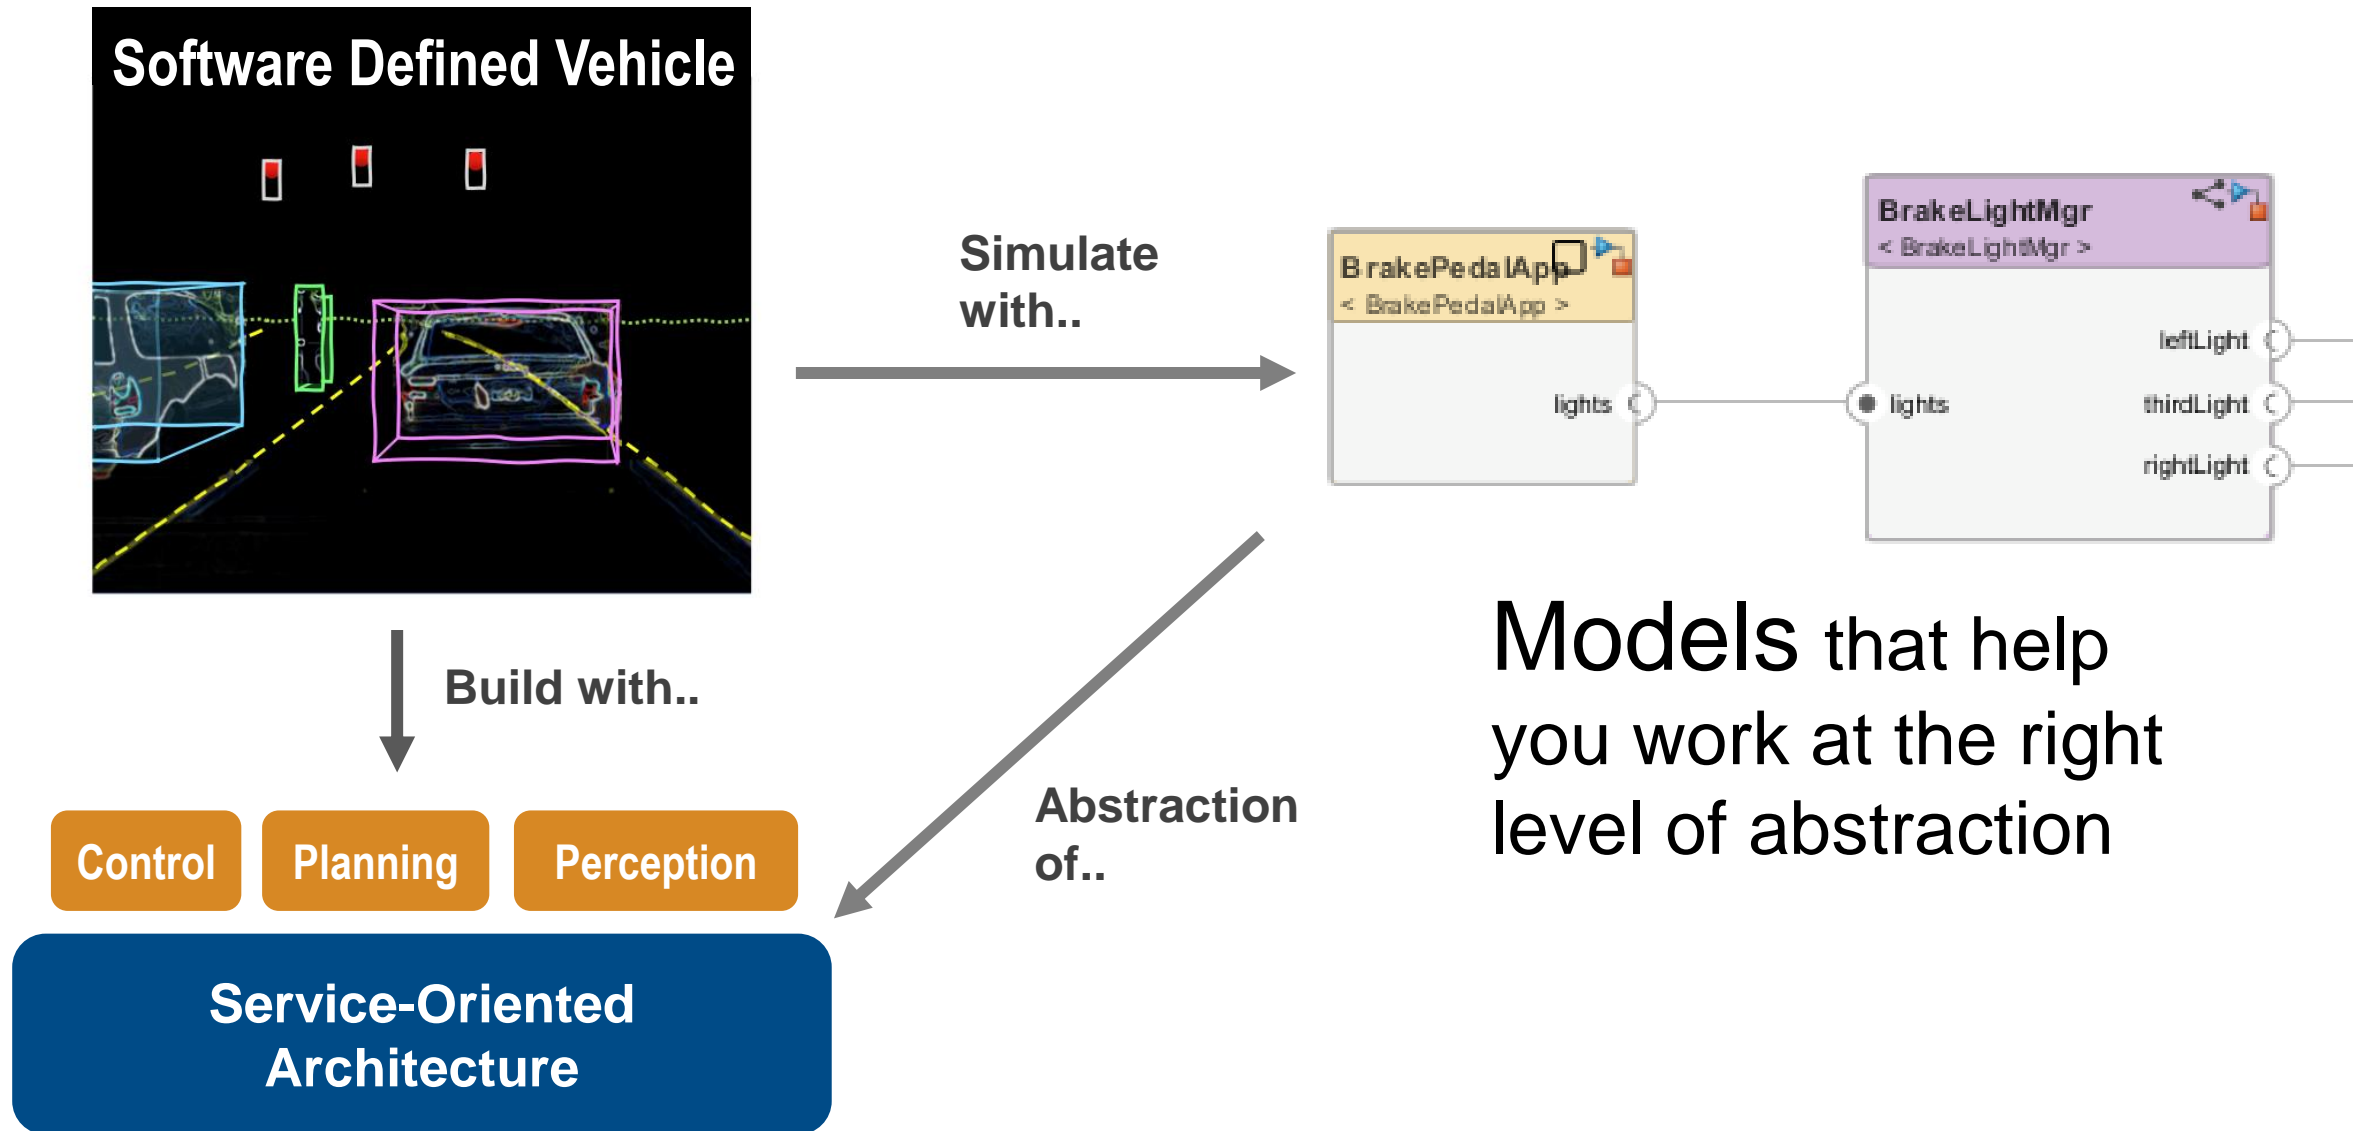 Software Defined Vehicle
Simulate
with..
BrakePedalApp
< BrakePedalApp >
lights
BrakeLightMgr
< BrakeLightMgr >
lights
leftLight
thirdLight
rightLight
Build with..
Abstraction
of..
Models that help
you work at the right
level of abstraction
Control
Planning
Perception
Service-Oriented
Architecture